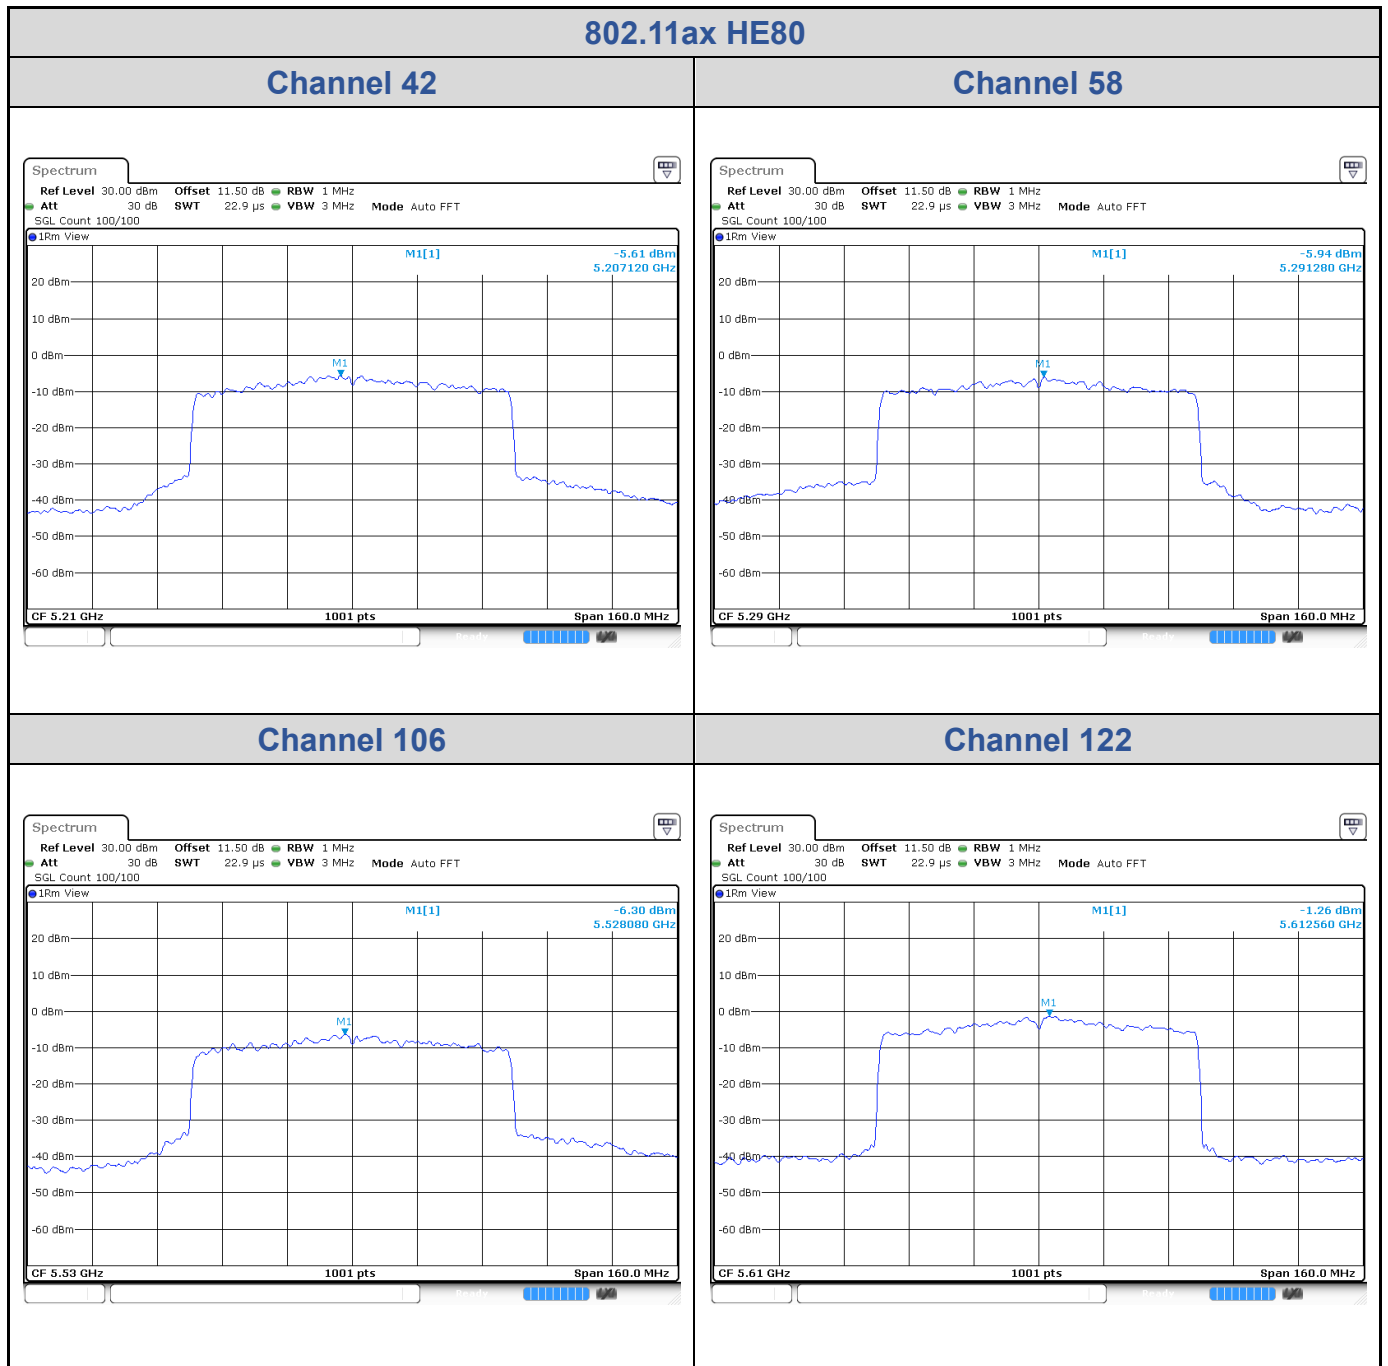 802.11ax HE80
Channel 42
Spectrum
Ref Level 30.00 dBm Offset 11.50 dB RBW 1 MHz
Att 30 dB SWT 22.9 µs VBW 3 MHz Mode Auto FFT
SGL Count 100/100
1Rm View
M1[1] -5.61 dBm
5.207120 GHz
20 dBm
10 dBm
0 dBm
M1
-10 dBm
-20 dBm
-30 dBm
-40 dBm
-50 dBm
-60 dBm
CF 5.21 GHz 1001 pts Span 160.0 MHz
Ready
Channel 58
Spectrum
Ref Level 30.00 dBm Offset 11.50 dB RBW 1 MHz
Att 30 dB SWT 22.9 µs VBW 3 MHz Mode Auto FFT
SGL Count 100/100
1Rm View
M1[1] -5.94 dBm
5.291280 GHz
20 dBm
10 dBm
0 dBm
M1
-10 dBm
-20 dBm
-30 dBm
-40 dBm
-50 dBm
-60 dBm
CF 5.29 GHz 1001 pts Span 160.0 MHz
Ready
Channel 106
Spectrum
Ref Level 30.00 dBm Offset 11.50 dB RBW 1 MHz
Att 30 dB SWT 22.9 µs VBW 3 MHz Mode Auto FFT
SGL Count 100/100
1Rm View
M1[1] -6.30 dBm
5.528080 GHz
20 dBm
10 dBm
0 dBm
M1
-10 dBm
-20 dBm
-30 dBm
-40 dBm
-50 dBm
-60 dBm
CF 5.53 GHz 1001 pts Span 160.0 MHz
Ready
Channel 122
Spectrum
Ref Level 30.00 dBm Offset 11.50 dB RBW 1 MHz
Att 30 dB SWT 22.9 µs VBW 3 MHz Mode Auto FFT
SGL Count 100/100
1Rm View
M1[1] -1.26 dBm
5.612560 GHz
20 dBm
10 dBm
0 dBm
M1
-10 dBm
-20 dBm
-30 dBm
-40 dBm
-50 dBm
-60 dBm
CF 5.61 GHz 1001 pts Span 160.0 MHz
Ready